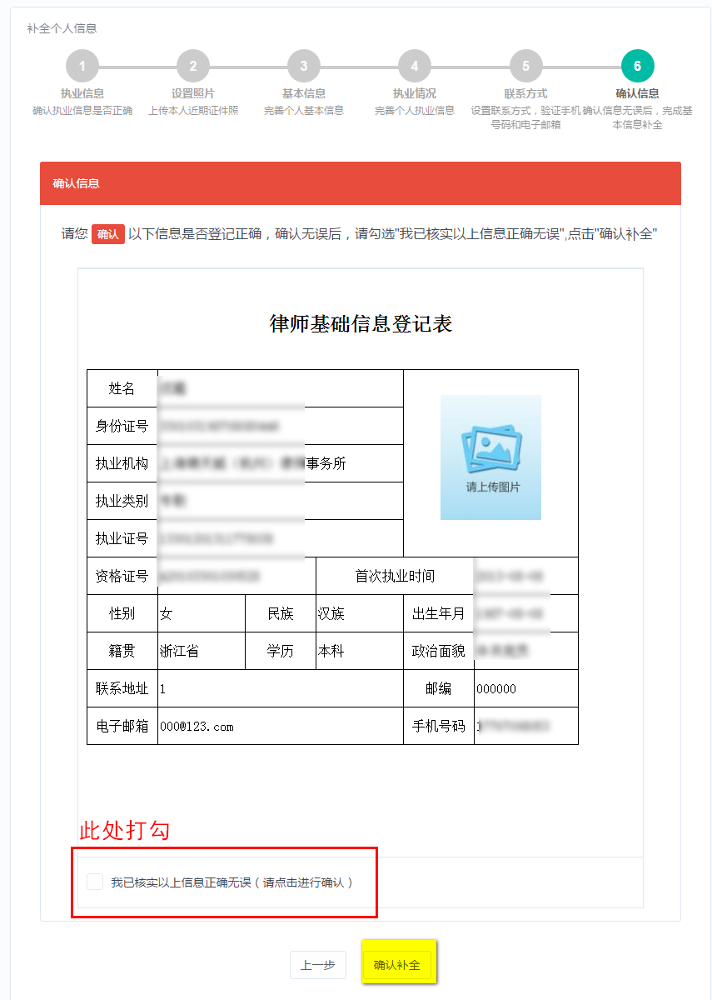 补全个人信息
1 2 3 4 5 6
执业信息 设置照片 基本信息 执业情况 联系方式 确认信息
确认执业信息是否正确 上传本人近期证件照 完善个人基本信息 完善个人执业信息 设置联系方式，验证手机号码和电子邮箱 确认信息无误后，完成基本信息补全
确认信息
请您 确认 以下信息是否登记正确，确认无误后，请勾选"我已核实以上信息正确无误",点击"确认补全"
律师基础信息登记表
姓名
请上传图片
身份证号
执业机构 事务所
执业类别
执业证号
资格证号 首次执业时间
性别 女 民族 汉族 出生年月
籍贯 浙江省 学历 本科 政治面貌
联系地址 1 邮编 000000
电子邮箱 000@123.com 手机号码 1
此处打勾
我已核实以上信息正确无误（请点击进行确认）
上一步 确认补全